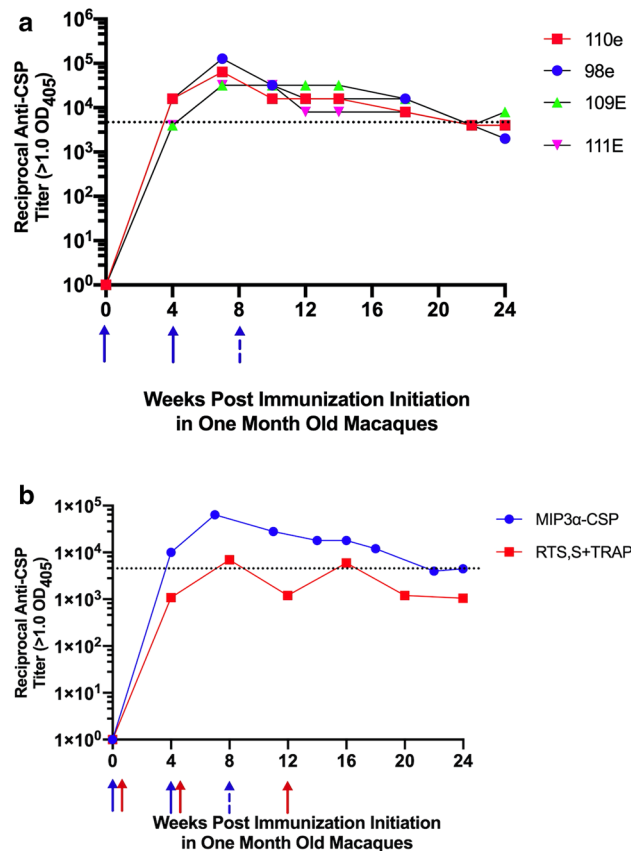 a
Reciprocal Anti-CSP
Titer (>1.0 OD405)
10^6
10^5
10^4
10^3
10^2
10^1
10^0
0 4 8 12 16 20 24
110e
98e
109E
111E
Weeks Post Immunization Initiation
in One Month Old Macaques
b
Reciprocal Anti-CSP
Titer (>1.0 OD405)
1×10^5
1×10^4
1×10^3
1×10^2
1×10^1
1×10^0
0 4 8 12 16 20 24
MIP3α-CSP
RTS,S+TRAP
Weeks Post Immunization Initiation
in One Month Old Macaques